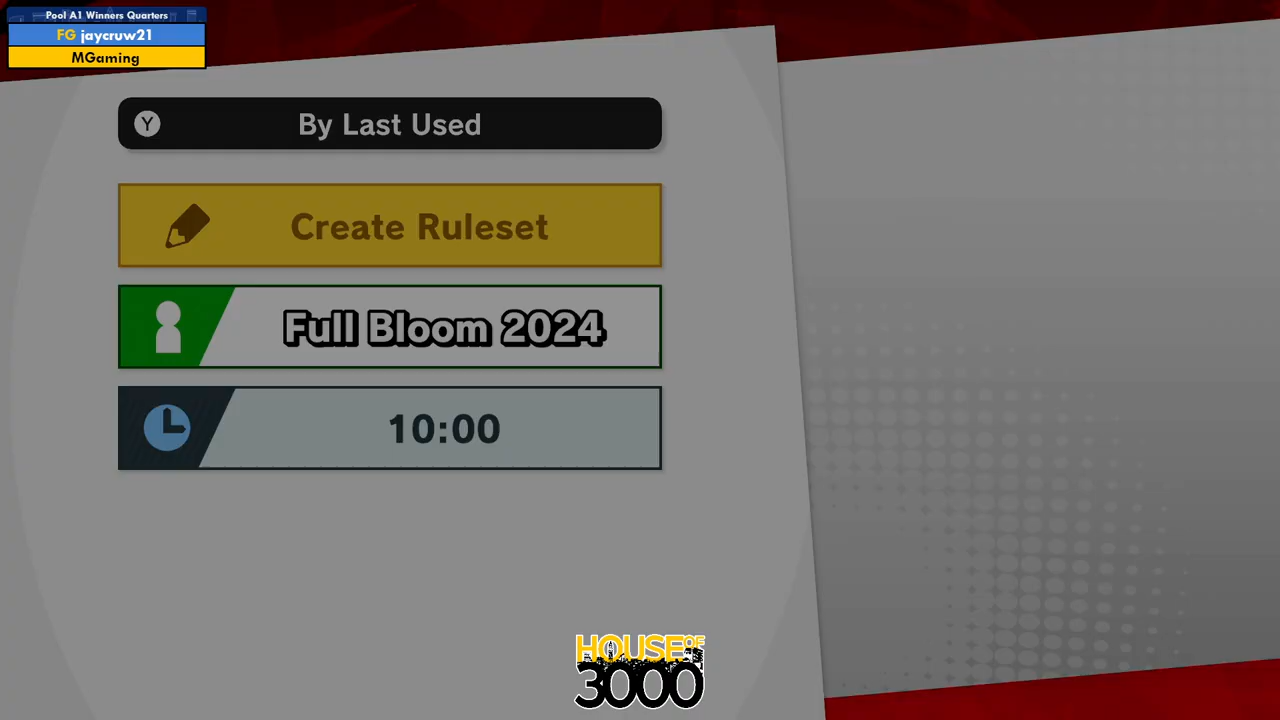 Pool A1 Winners Quarters
FG jaycruw21
MGaming
Y By Last Used
Create Ruleset
Full Bloom 2024
10:00
HOUSE OF
3000